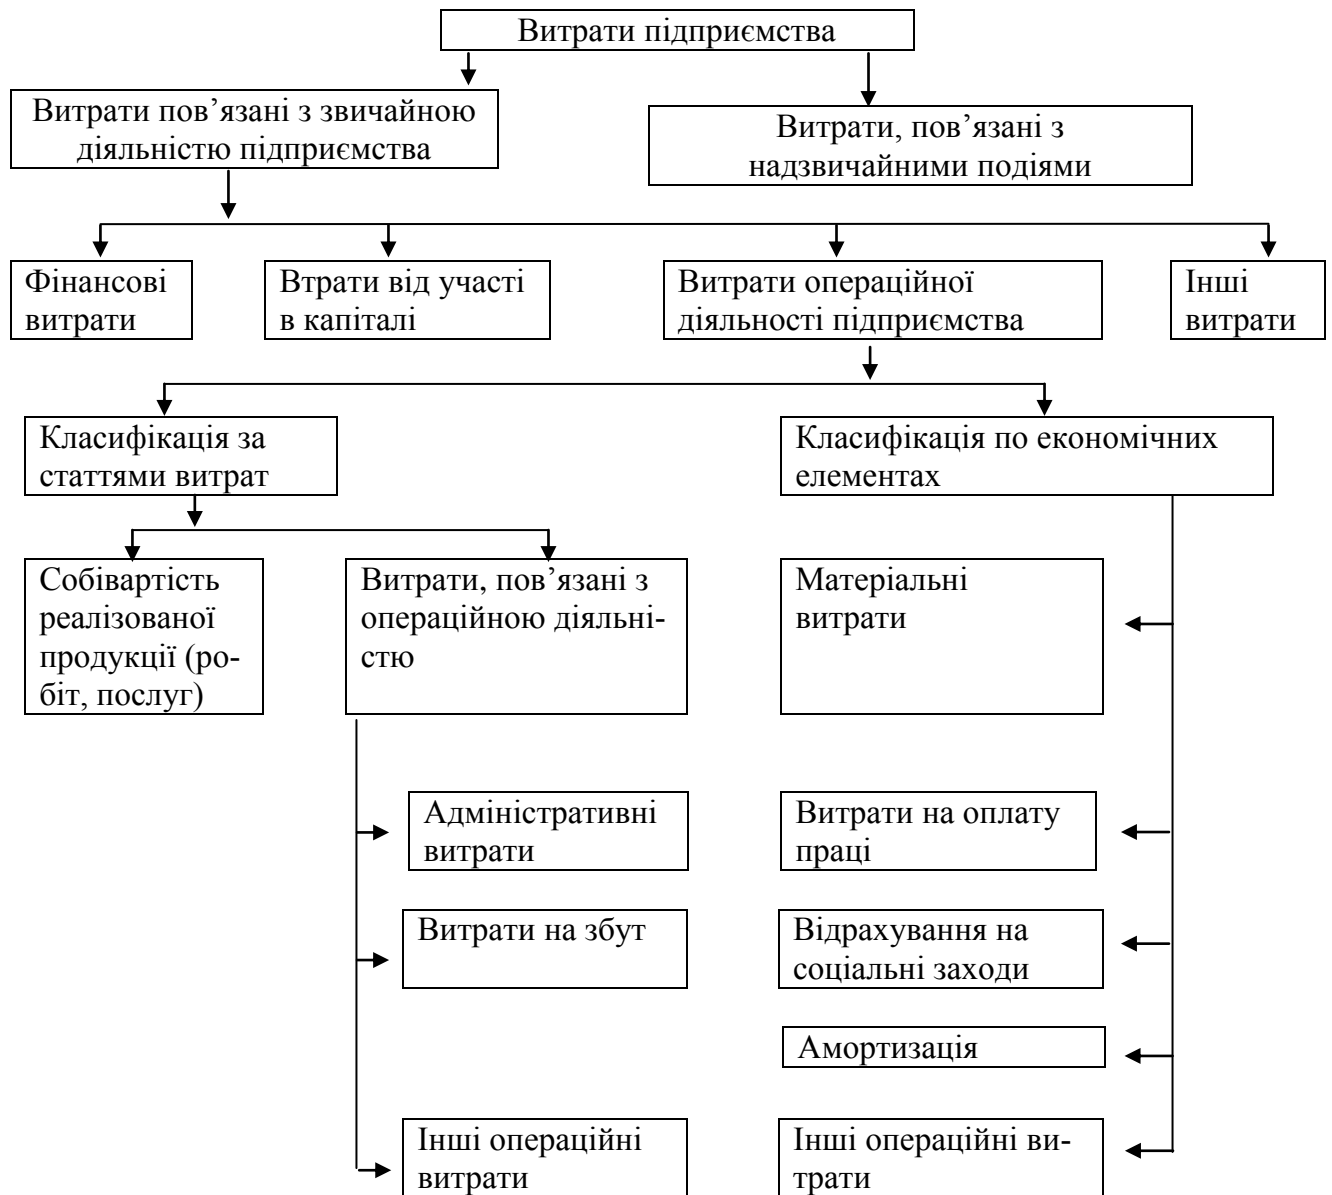 Витрати підприємства
Витрати пов’язані з звичайною
діяльністю підприємства
Витрати, пов’язані з
надзвичайними подіями
Фінансові
витрати
Втрати від участі
в капіталі
Витрати операційної
діяльності підприємства
Інші
витрати
Класифікація за
статтями витрат
Класифікація по економічних
елементах
Собівартість
реалізованої
продукції (ро-
біт, послуг)
Витрати, пов’язані з
операційною діяльні-
стю
Матеріальні
витрати
Адміністративні
витрати
Витрати на оплату
праці
Витрати на збут
Відрахування на
соціальні заходи
Амортизація
Інші операційні
витрати
Інші операційні ви-
трати